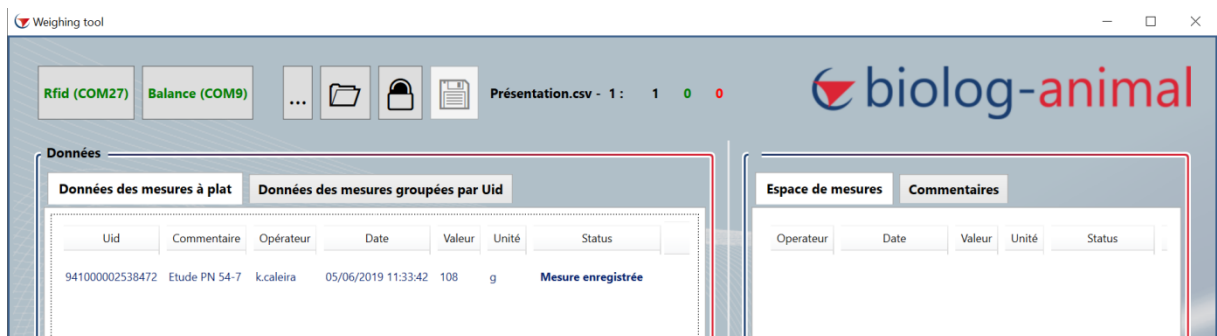 Weighing tool
Rfid (COM27) Balance (COM9) ... Présentation.csv - 1 : 1 0 0
biolog-animal
Données
Données des mesures à plat Données des mesures groupées par Uid
Uid Commentaire Opérateur Date Valeur Unité Status
941000002538472 Etude PN 54-7 k.caleira 05/06/2019 11:33:42 108 g Mesure enregistrée
Espace de mesures Commentaires
Operateur Date Valeur Unité Status